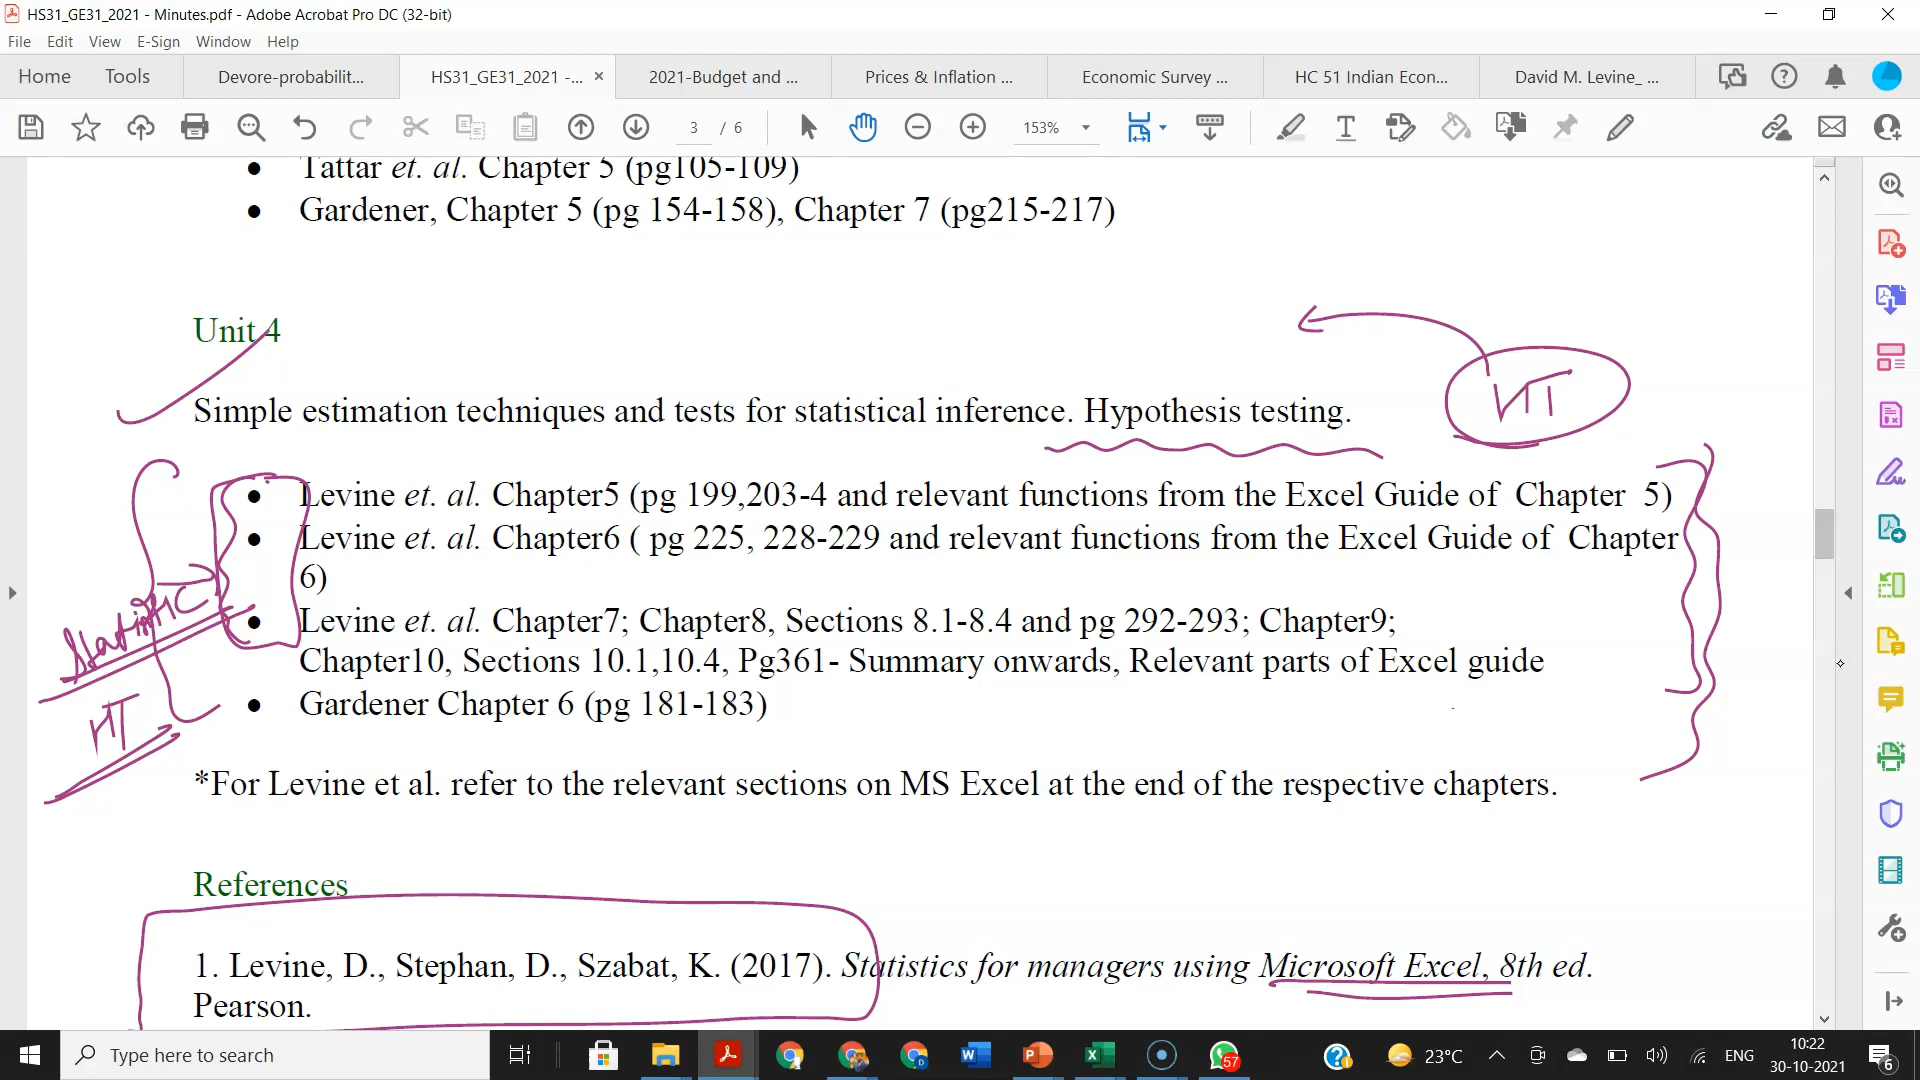 HS31_GE31_2021 - Minutes.pdf - Adobe Acrobat Pro DC (32-bit)
File Edit View E-Sign Window Help
Home Tools Devore-probabilit... HS31_GE31_2021 -... × 2021-Budget and ... Prices & Inflation ... Economic Survey ... HC 51 Indian Econ... David M. Levine_ ...
3 / 6 153%
• Tattar et. al. Chapter 5 (pg105-109)
• Gardener, Chapter 5 (pg 154-158), Chapter 7 (pg215-217)
Unit 4
HT
Simple estimation techniques and tests for statistical inference. Hypothesis testing.
• Levine et. al. Chapter5 (pg 199,203-4 and relevant functions from the Excel Guide of Chapter 5)
• Levine et. al. Chapter6 ( pg 225, 228-229 and relevant functions from the Excel Guide of Chapter
6)
• Levine et. al. Chapter7; Chapter8, Sections 8.1-8.4 and pg 292-293; Chapter9;
Chapter10, Sections 10.1,10.4, Pg361- Summary onwards, Relevant parts of Excel guide
• Gardener Chapter 6 (pg 181-183)
HT
*For Levine et al. refer to the relevant sections on MS Excel at the end of the respective chapters.
References
1. Levine, D., Stephan, D., Szabat, K. (2017). Statistics for managers using Microsoft Excel, 8th ed.
Pearson.
Type here to search
57
23°C
ENG
10:22
30-10-2021
6